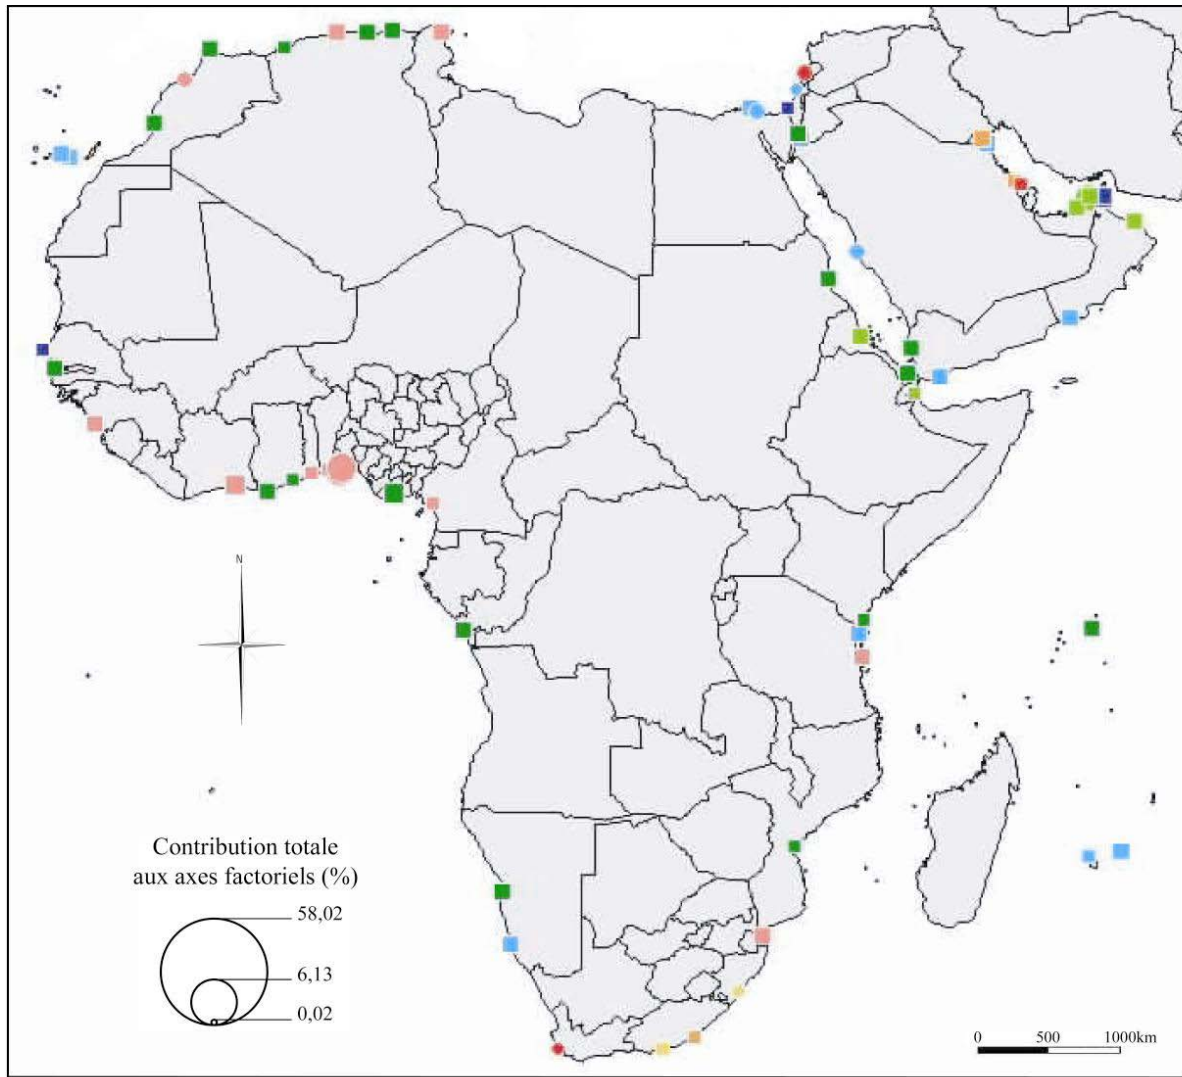 N
Contribution totale
aux axes factoriels (%)
58,02
6,13
0,02
0 500 1000km